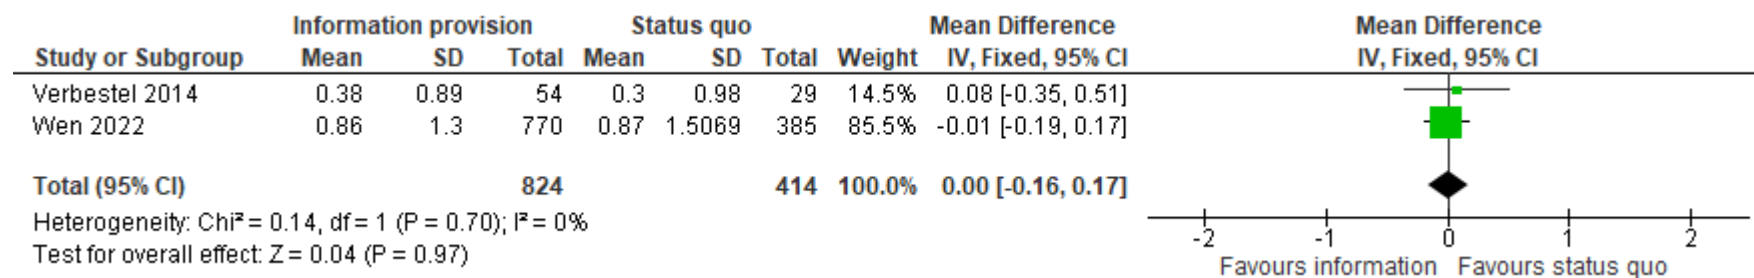 Information provision Status quo Mean Difference Mean Difference
Study or Subgroup Mean SD Total Mean SD Total Weight IV, Fixed, 95% CI IV, Fixed, 95% CI
Verbestel 2014 0.38 0.89 54 0.3 0.98 29 14.5% 0.08 [-0.35, 0.51]
Wen 2022 0.86 1.3 770 0.87 1.5069 385 85.5% -0.01 [-0.19, 0.17]
Total (95% CI) 824 414 100.0% 0.00 [-0.16, 0.17]
Heterogeneity: Chi² = 0.14, df = 1 (P = 0.70); I² = 0%
Test for overall effect: Z = 0.04 (P = 0.97)
-2 -1 0 1 2
Favours information Favours status quo